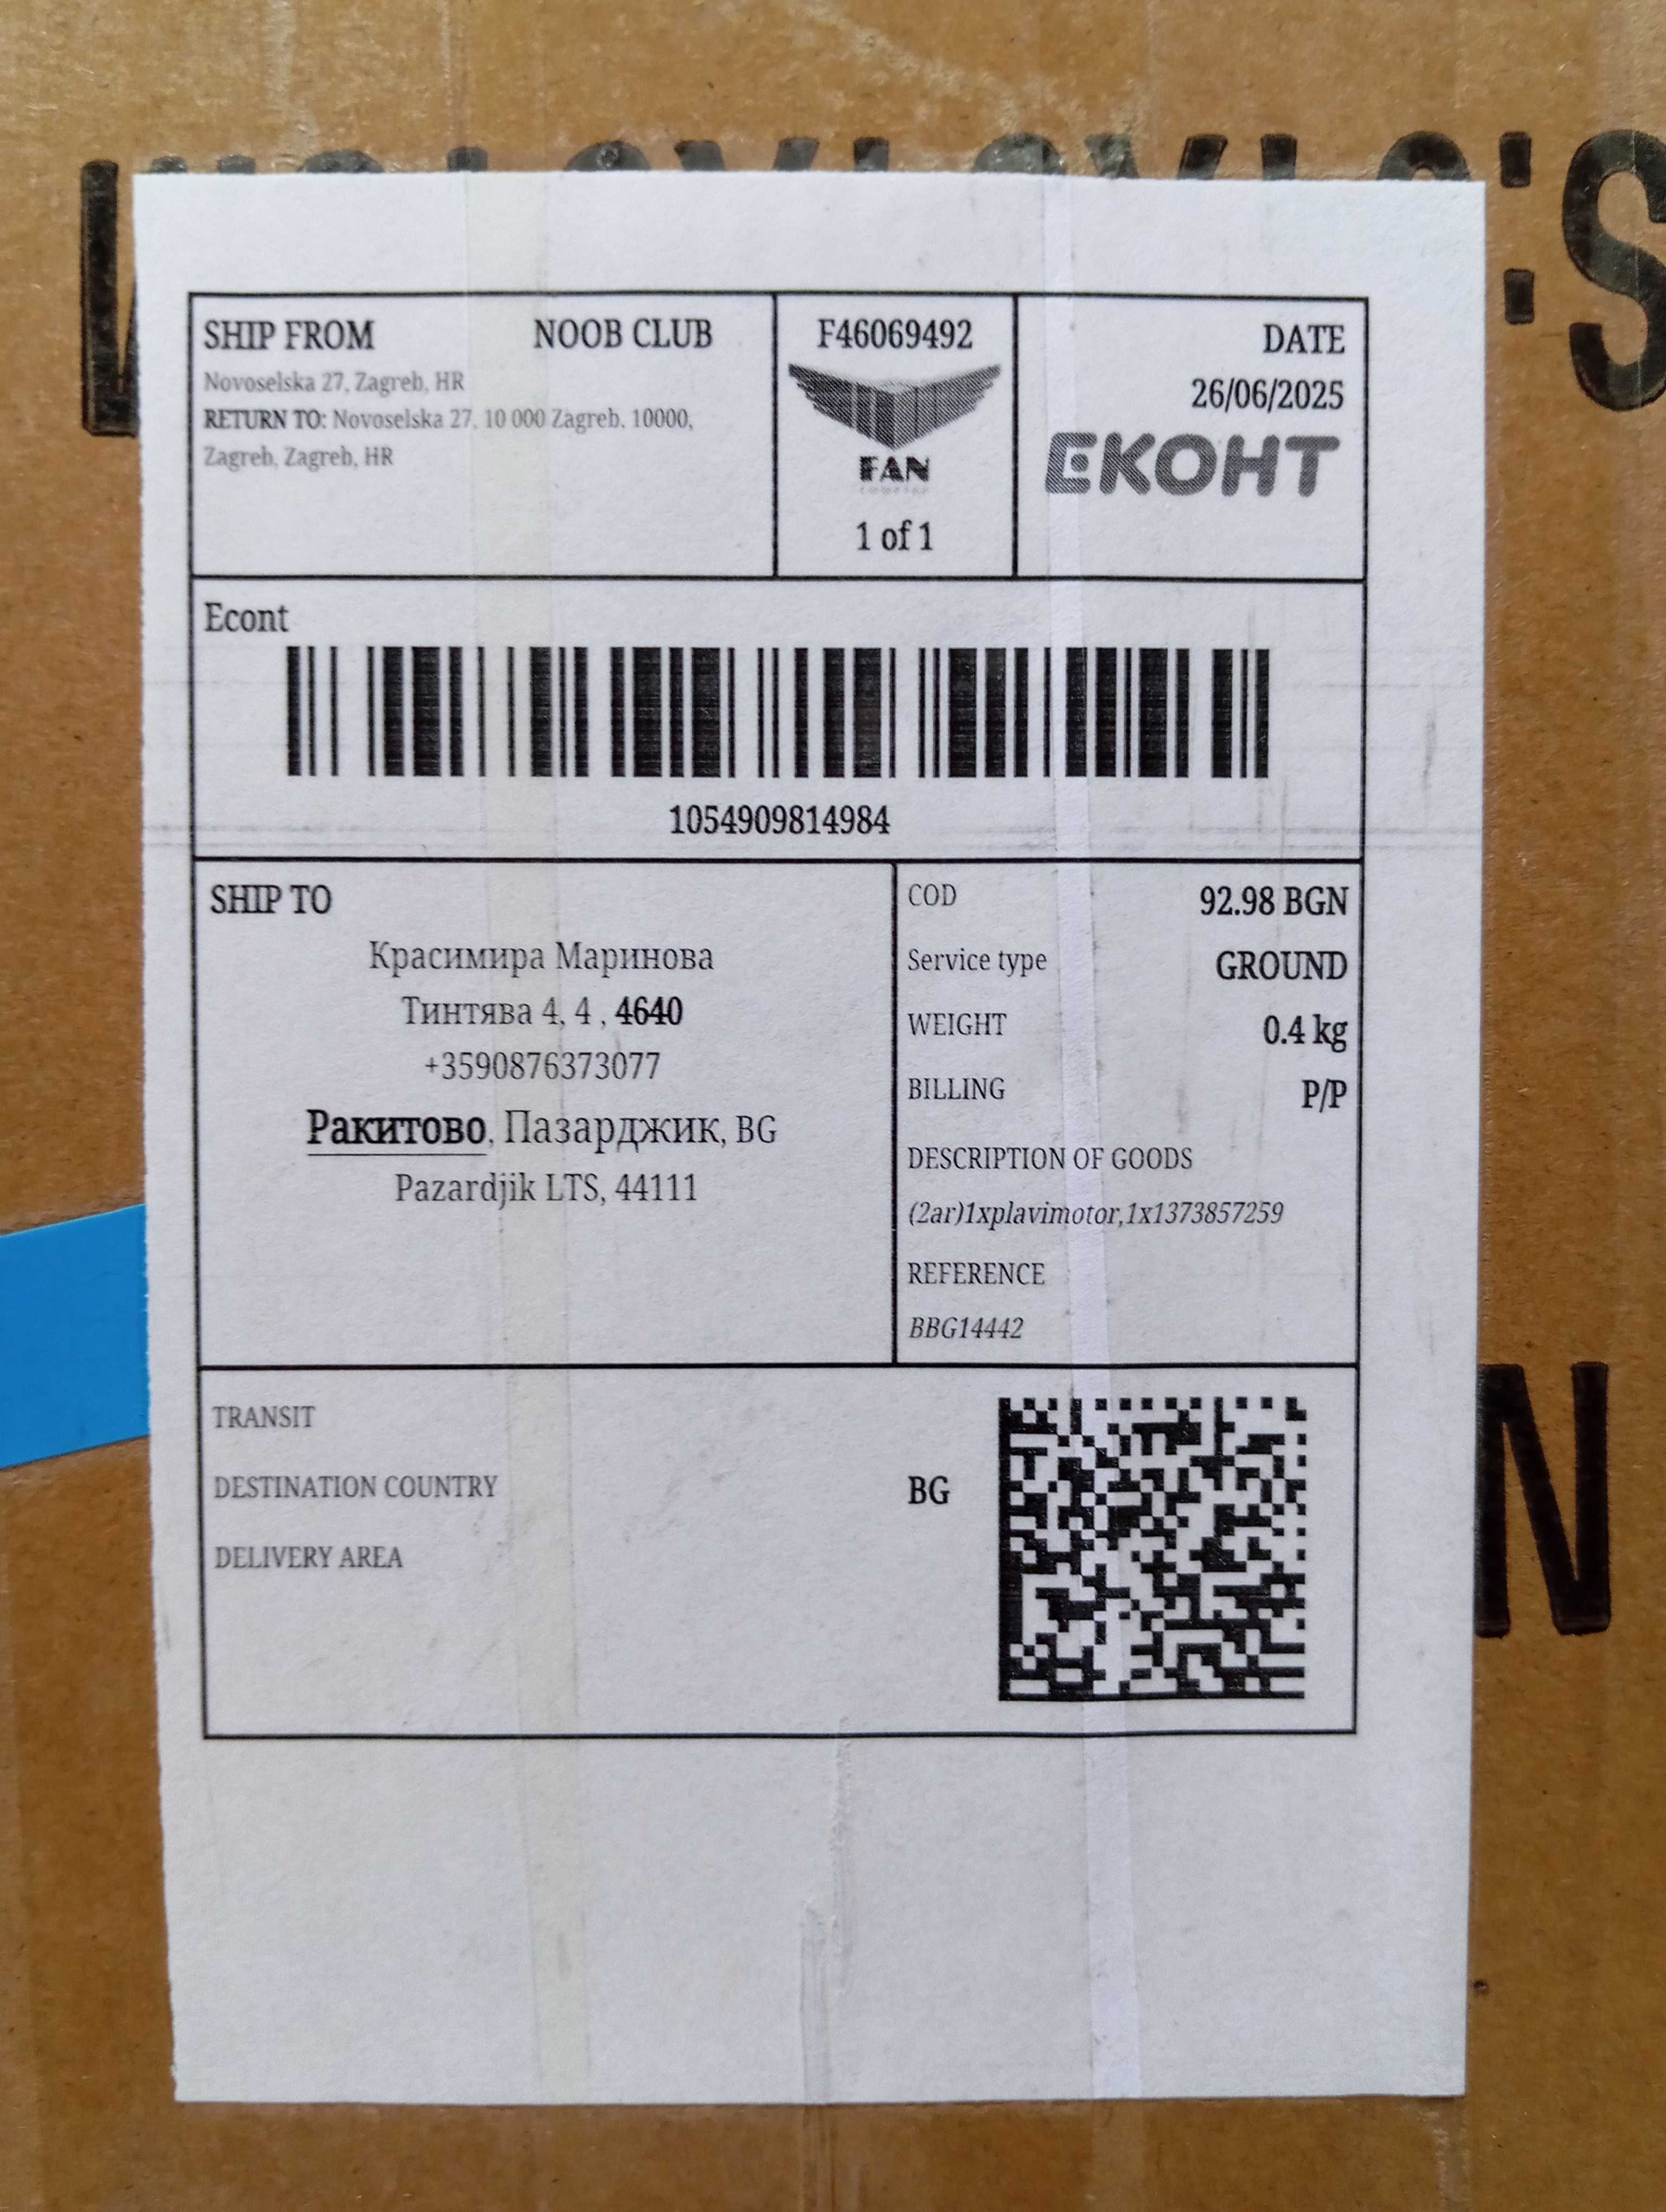 SHIP FROM NOOB CLUB
Novoselska 27, Zagreb, HR
RETURN TO: Novoselska 27, 10 000 Zagreb, 10000,
Zagreb, Zagreb, HR
F46069492
FAN
1 of 1
DATE
26/06/2025
ЕКОНТ
Econt
1054909814984
SHIP TO
Красимира Маринова
Тинтява 4, 4 , 4640
+3590876373077
Ракитово, Пазарджик, BG
Pazardjik LTS, 44111
COD 92.98 BGN
Service type GROUND
WEIGHT 0.4 kg
BILLING P/P
DESCRIPTION OF GOODS
(2ar)1xplavimotor,1x1373857259
REFERENCE
BBG14442
TRANSIT
DESTINATION COUNTRY BG
DELIVERY AREA